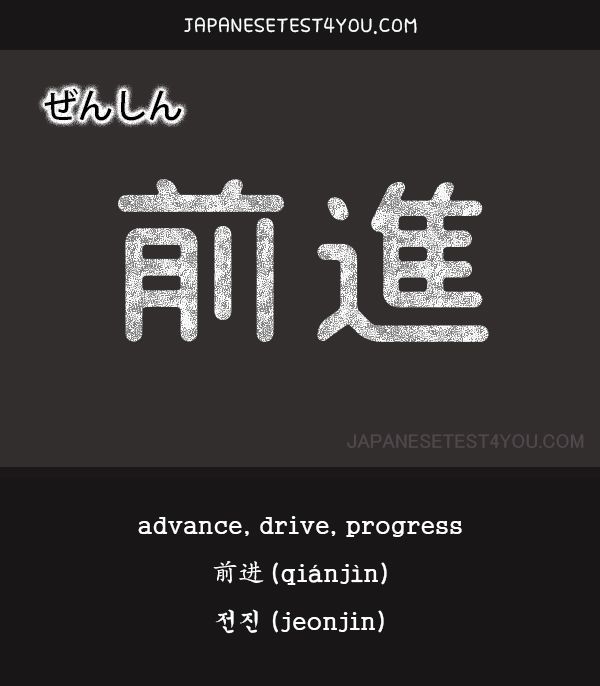 JAPANESETEST4YOU.COM
ぜんしん
前進
JAPANESETEST4YOU.COM
advance, drive, progress
前进 (qiánjìn)
전진 (jeonjin)